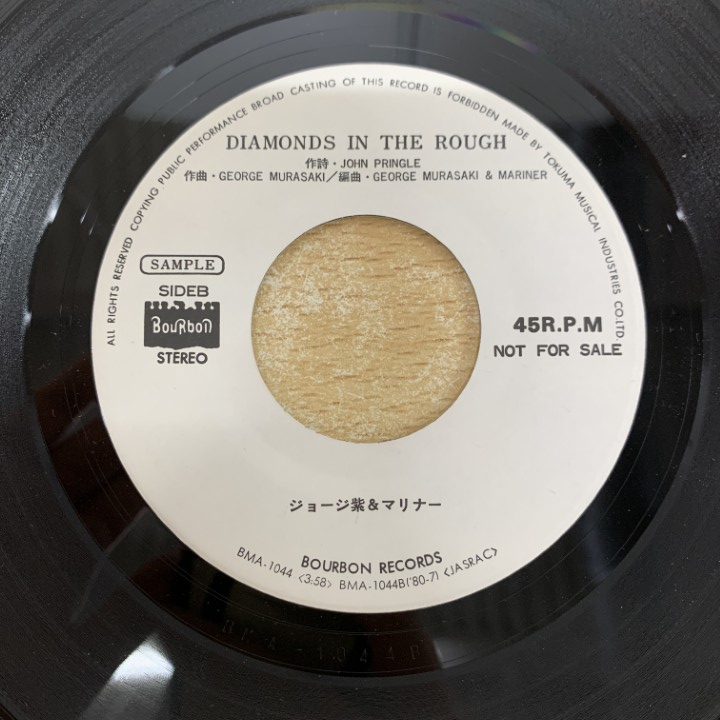 ALL RIGHTS RESERVED COPYING PUBLIC PERFORMANCE BROAD CASTING OF THIS RECORD IS FORBIDDEN MADE BY TOKUMA MUSICAL INDUSTRIES CO.LTD.
DIAMONDS IN THE ROUGH
作詩・JOHN PRINGLE
作曲・GEORGE MURASAKI/編曲・GEORGE MURASAKI & MARINER
SAMPLE
SIDEB
BouRbon
STEREO
45R.P.M
NOT FOR SALE
ジョージ紫&マリナー
BOURBON RECORDS
BMA-1044 <3:58> BMA-1044B('80-7) <JASRAC>